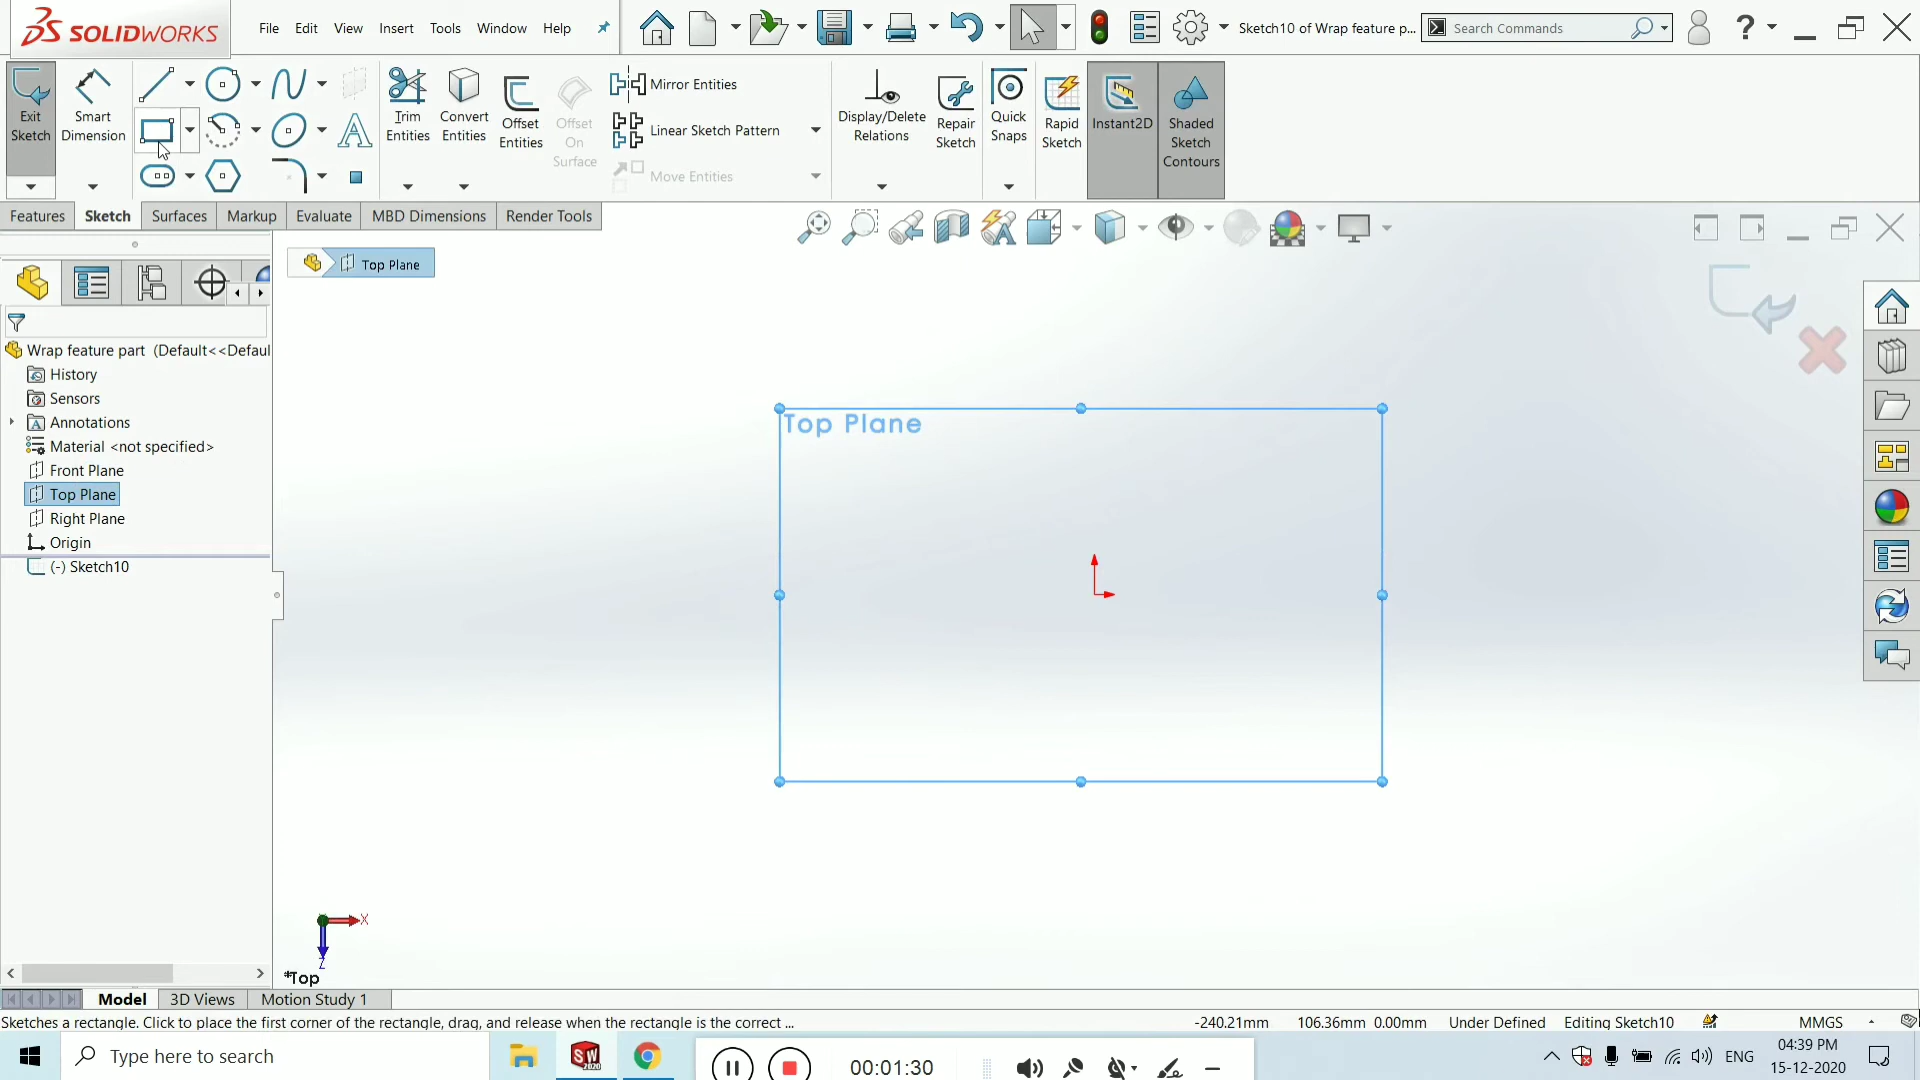 SOLIDWORKS
File Edit View Insert Tools Window Help
Sketch10 of Wrap feature p...
Search Commands
?
Exit Sketch
Smart Dimension
Trim Entities
Convert Entities
Offset Entities
Offset On Surface
Mirror Entities
Linear Sketch Pattern
Move Entities
Display/Delete Relations
Repair Sketch
Quick Snaps
Rapid Sketch
Instant2D
Shaded Sketch Contours
Features Sketch Surfaces Markup Evaluate MBD Dimensions Render Tools
Top Plane
Wrap feature part (Default<<Defaul
History
Sensors
Annotations
Material <not specified>
Front Plane
Top Plane
Right Plane
Origin
(-) Sketch10
Top Plane
X
Z
*Top
Model 3D Views Motion Study 1
Sketches a rectangle. Click to place the first corner of the rectangle, drag, and release when the rectangle is the correct ...
-240.21mm 106.36mm 0.00mm Under Defined Editing Sketch10 MMGS
Type here to search
SW 2020
00:01:30
ENG
04:39 PM
15-12-2020